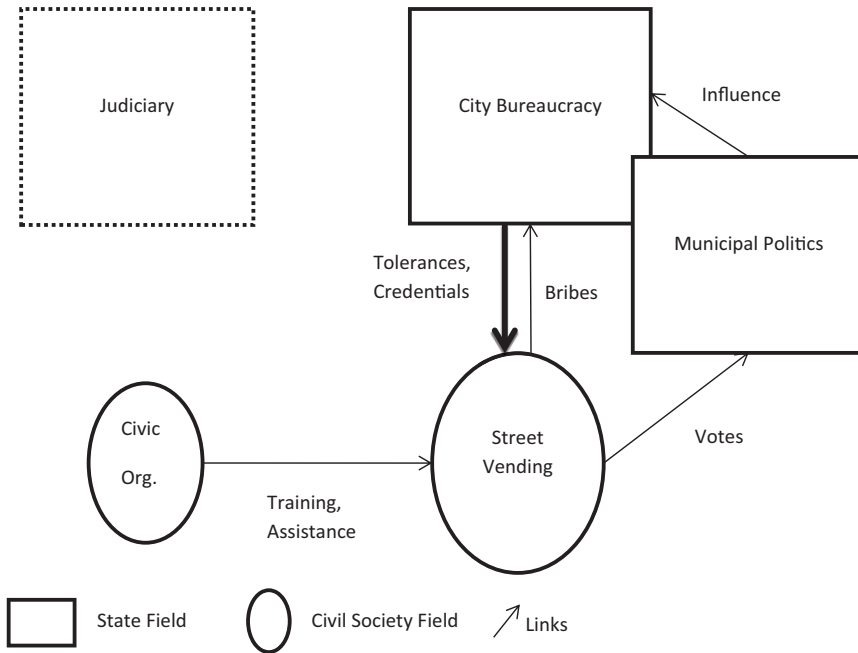 Judiciary
City Bureaucracy
Influence
Municipal Politics
Tolerances,
Credentials
Bribes
Civic
Org.
Street
Vending
Votes
Training,
Assistance
State Field
Civil Society Field
Links